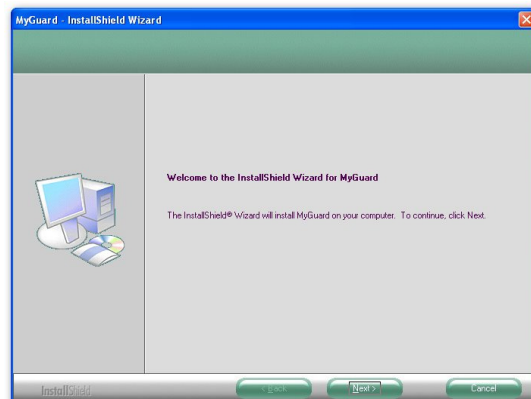 MyGuard - InstallShield Wizard
Welcome to the InstallShield Wizard for MyGuard
The InstallShield® Wizard will install MyGuard on your computer. To continue, click Next.
InstallShield
< Back
Next >
Cancel